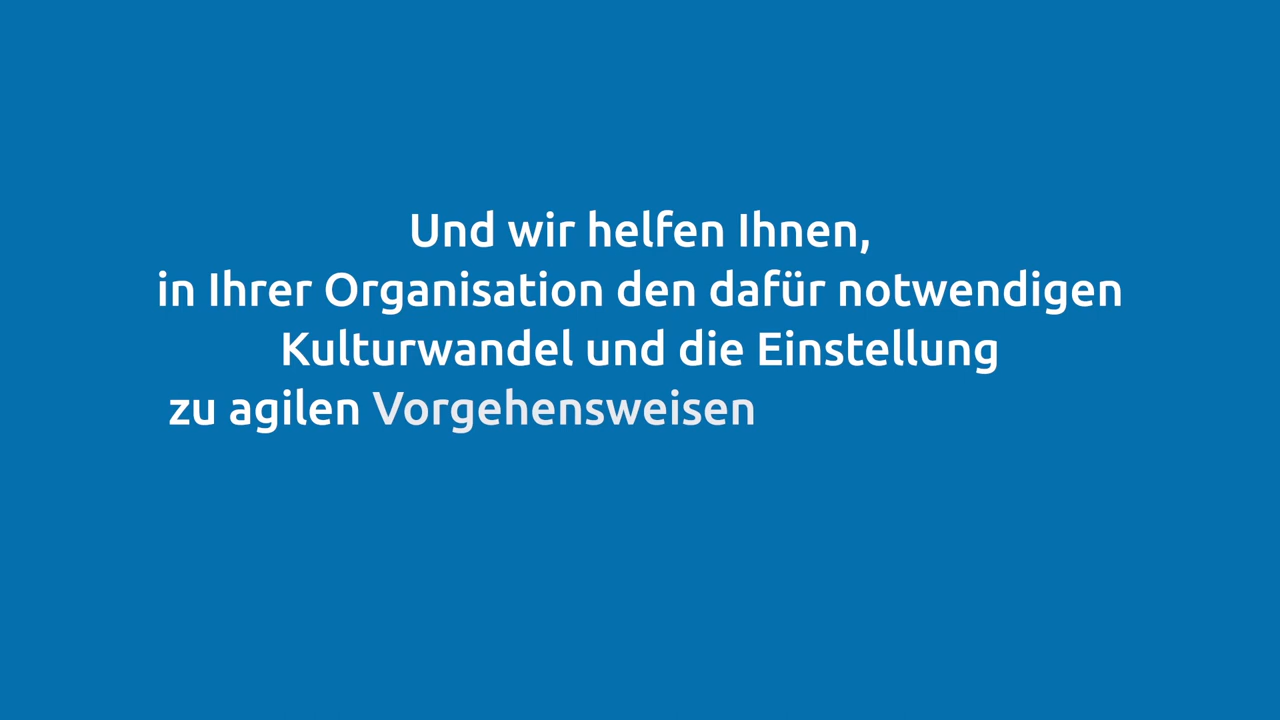 Und wir helfen Ihnen,
in Ihrer Organisation den dafür notwendigen
Kulturwandel und die Einstellung
zu agilen Vorgehensweisen